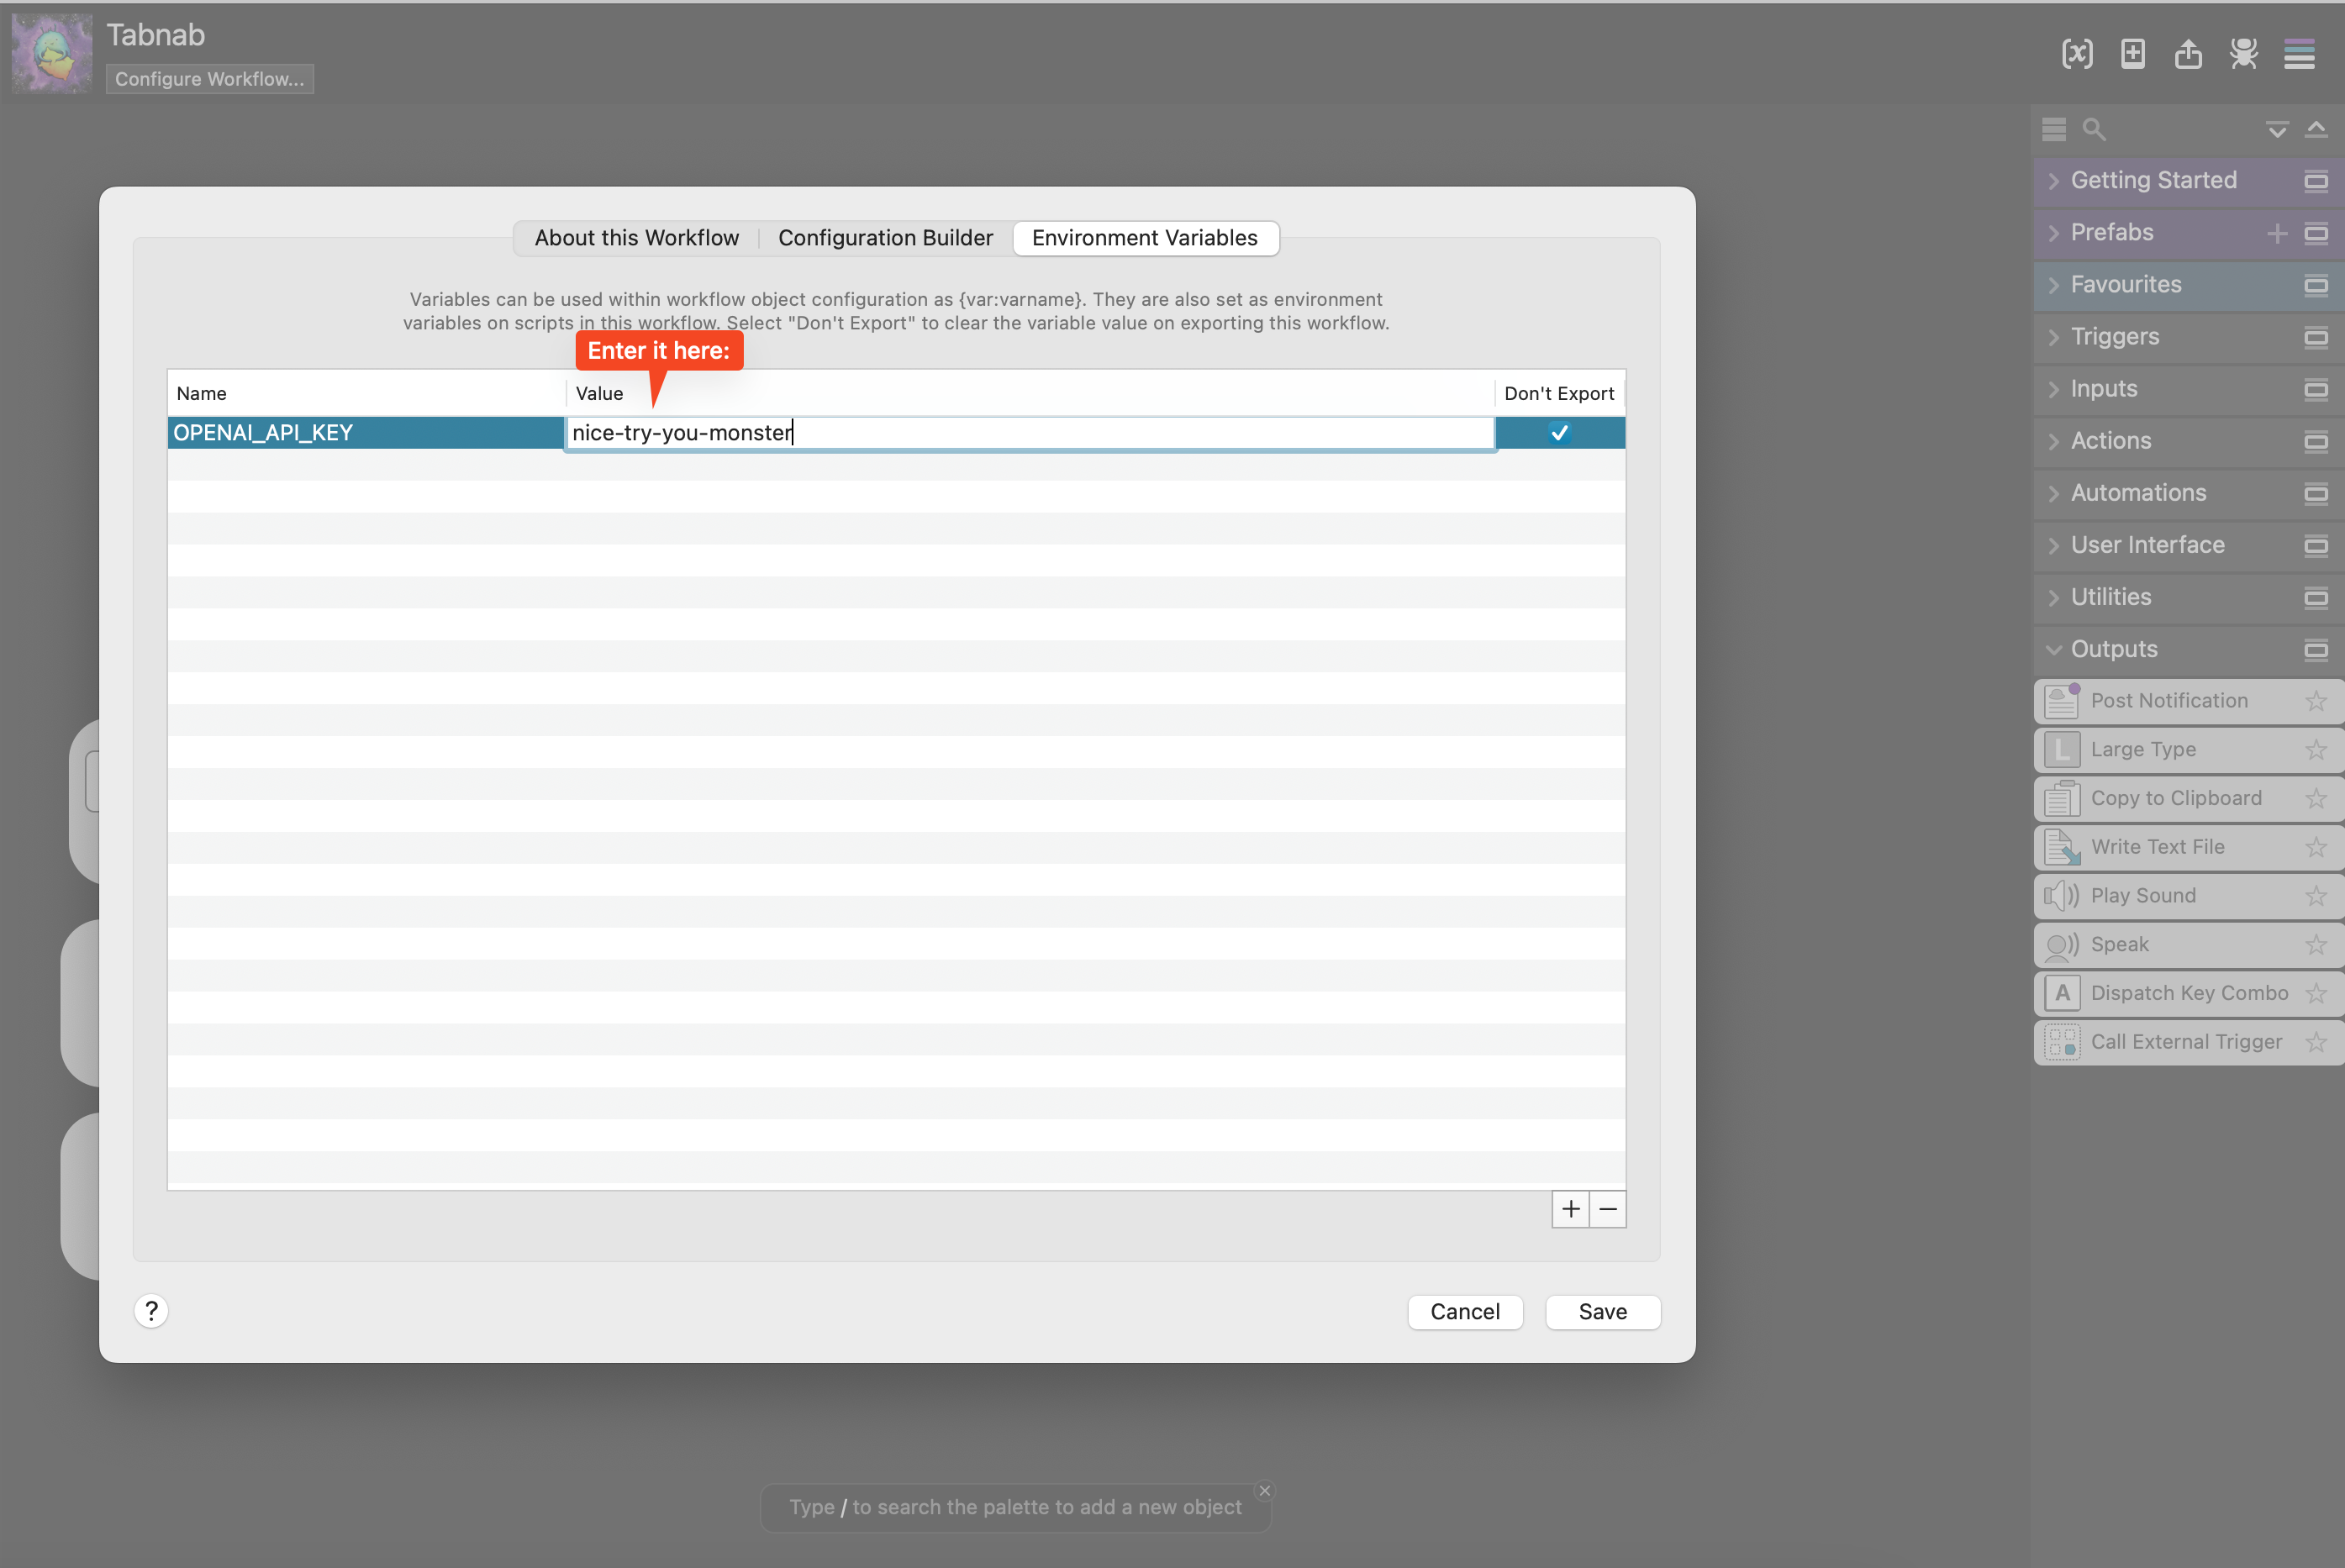 Tabnab
Configure Workflow...
About this Workflow
Configuration Builder
Environment Variables
Variables can be used within workflow object configuration as {var:varname}. They are also set as environment
variables on scripts in this workflow. Select "Don't Export" to clear the variable value on exporting this workflow.
Enter it here:
Name
Value
Don't Export
OPENAI_API_KEY
nice-try-you-monster
?
Cancel
Save
Type / to search the palette to add a new object
Getting Started
Prefabs
Favourites
Triggers
Inputs
Actions
Automations
User Interface
Utilities
Outputs
Post Notification
L Large Type
Copy to Clipboard
Write Text File
Play Sound
Speak
A Dispatch Key Combo
Call External Trigger